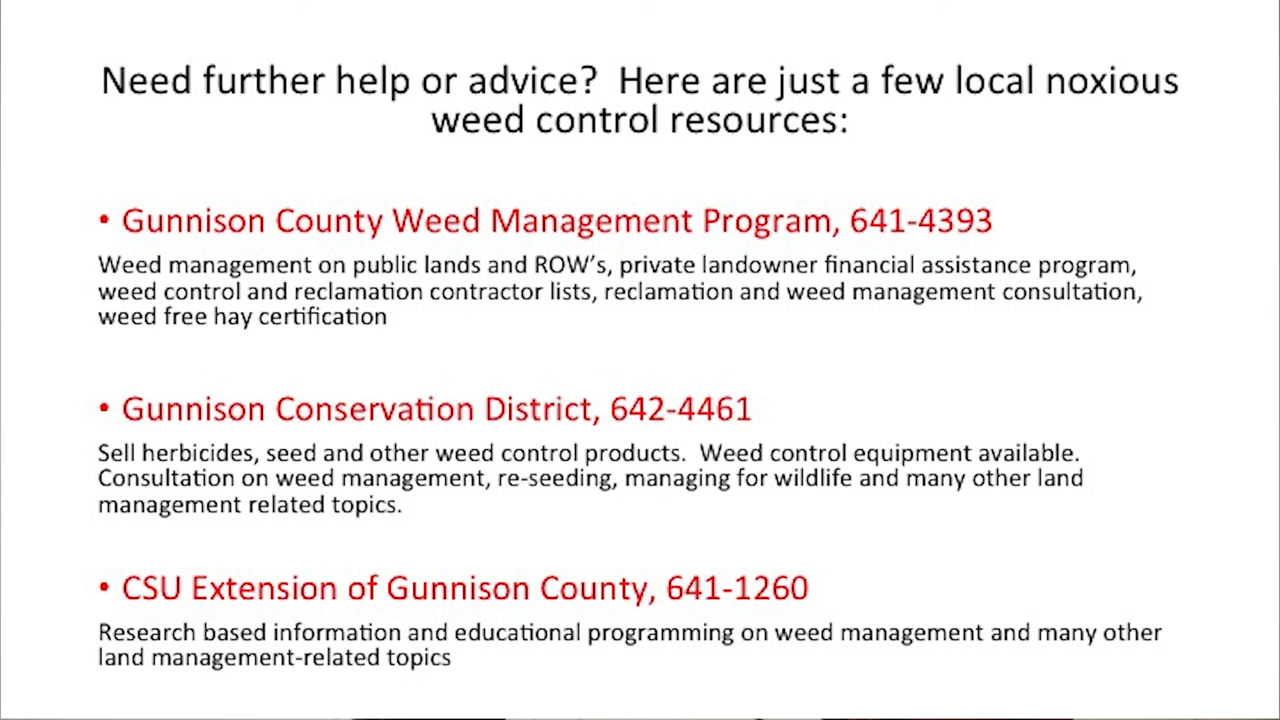 Need further help or advice?  Here are just a few local noxious
weed control resources:
• Gunnison County Weed Management Program, 641-4393
Weed management on public lands and ROW’s, private landowner financial assistance program,
weed control and reclamation contractor lists, reclamation and weed management consultation,
weed free hay certification
• Gunnison Conservation District, 642-4461
Sell herbicides, seed and other weed control products.  Weed control equipment available.
Consultation on weed management, re-seeding, managing for wildlife and many other land
management related topics.
• CSU Extension of Gunnison County, 641-1260
Research based information and educational programming on weed management and many other
land management-related topics